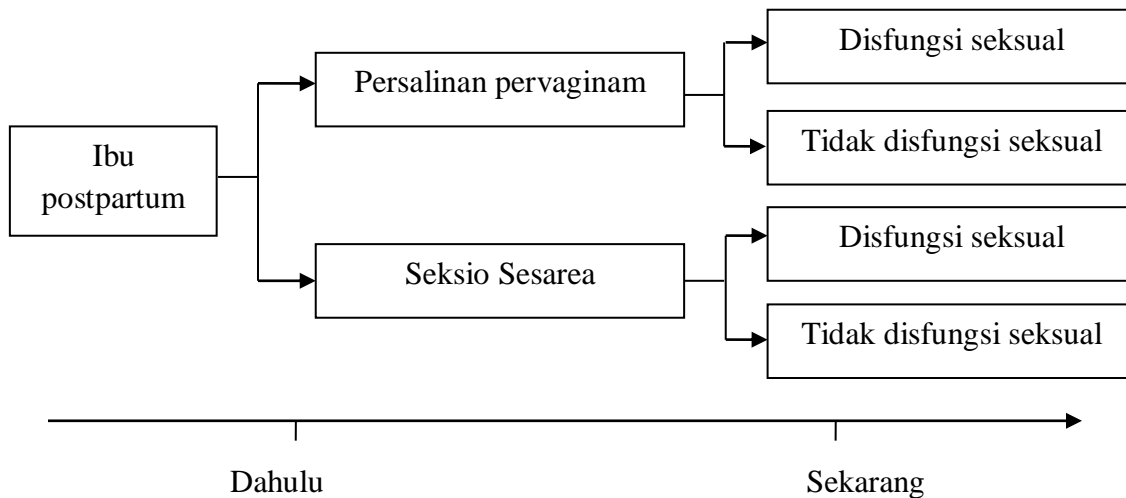 Ibu
postpartum
Persalinan pervaginam
Disfungsi seksual
Tidak disfungsi seksual
Seksio Sesarea
Disfungsi seksual
Tidak disfungsi seksual
Dahulu
Sekarang